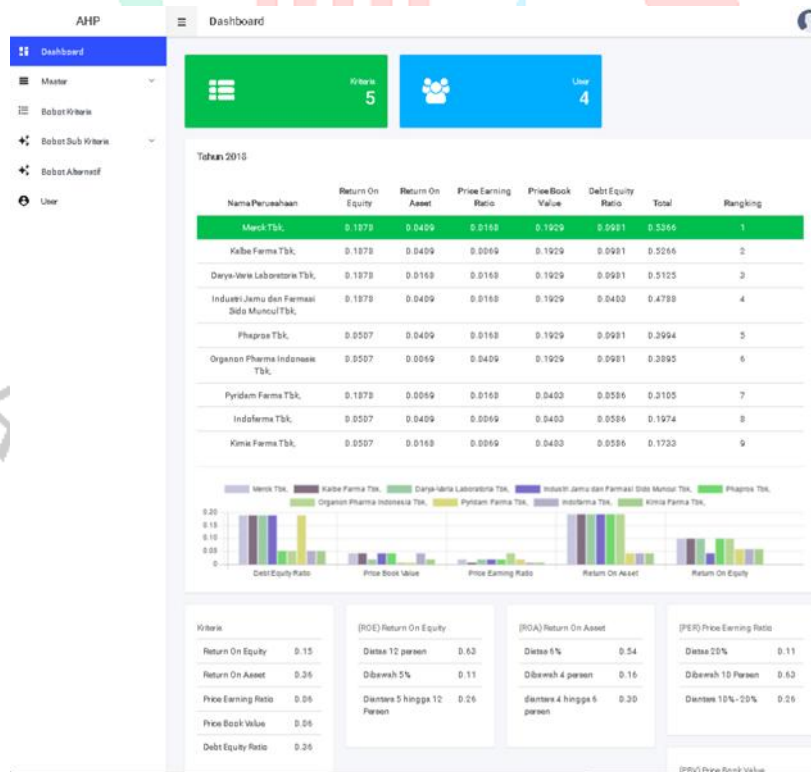 AHP
Dashboard
Dashboard
Master
Bobot Kriteria
Bobot Sub Kriteria
Bobot Alternatif
User
Kriteria
5
User
4
Tahun 2018
Nama Perusahaan Return On Equity Return On Asset Price Earning Ratio Price Book Value Debt Equity Ratio Total Rangking
Merck Tbk, 0.1878 0.0409 0.0168 0.1929 0.0981 0.5366 1
Kalbe Farma Tbk, 0.1878 0.0409 0.0069 0.1929 0.0981 0.5266 2
Darya-Varia Laboratoria Tbk, 0.1878 0.0168 0.0168 0.1929 0.0981 0.5125 3
Industri Jamu dan Farmasi Sido Muncul Tbk, 0.1878 0.0409 0.0168 0.1929 0.0403 0.4788 4
Phapros Tbk, 0.0507 0.0409 0.0168 0.1929 0.0981 0.3994 5
Organon Pharma Indonesia Tbk, 0.0507 0.0069 0.0409 0.1929 0.0981 0.3895 6
Pyridam Farma Tbk, 0.1878 0.0069 0.0168 0.0403 0.0586 0.3105 7
Indofarma Tbk, 0.0507 0.0409 0.0069 0.0403 0.0586 0.1974 8
Kimia Farma Tbk, 0.0507 0.0168 0.0069 0.0403 0.0586 0.1733 9
Merck Tbk, Kalbe Farma Tbk, Darya-Varia Laboratoria Tbk, Industri Jamu dan Farmasi Sido Muncul Tbk, Phapros Tbk,
Organon Pharma Indonesia Tbk, Pyridam Farma Tbk, Indofarma Tbk, Kimia Farma Tbk,
0.20
0.15
0.10
0.05
0
Debt Equity Ratio Price Book Value Price Earning Ratio Return On Asset Return On Equity
Kriteria
Return On Equity 0.15
Return On Asset 0.36
Price Earning Ratio 0.06
Price Book Value 0.06
Debt Equity Ratio 0.36
(ROE) Return On Equity
Diatas 12 persen 0.63
Dibawah 5% 0.11
Diantara 5 hingga 12 Persen 0.26
(ROA) Return On Asset
Diatas 6% 0.54
Dibawah 4 persen 0.16
diantara 4 hingga 6 persen 0.30
(PER) Price Earning Ratio
Diatas 20% 0.11
Dibawah 10 Persen 0.63
Diantara 10%-20% 0.26
(PBV) Price Book Value